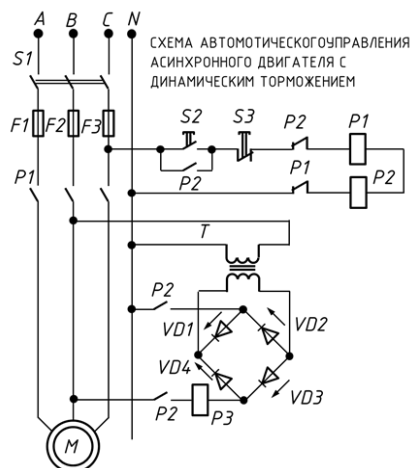 A B C N
СХЕМА АВТОМОТИЧЕСКОГОУПРАВЛЕНИЯ
АСИНХРОННОГО ДВИГАТЕЛЯ С
ДИНАМИЧЕСКИМ ТОРМОЖЕНИЕМ
S1
F1 F2 F3
S2 S3 P2 P1
P2
P1 P1 P2
T
P2
VD1 VD2
VD4
VD3
P2 P3
M